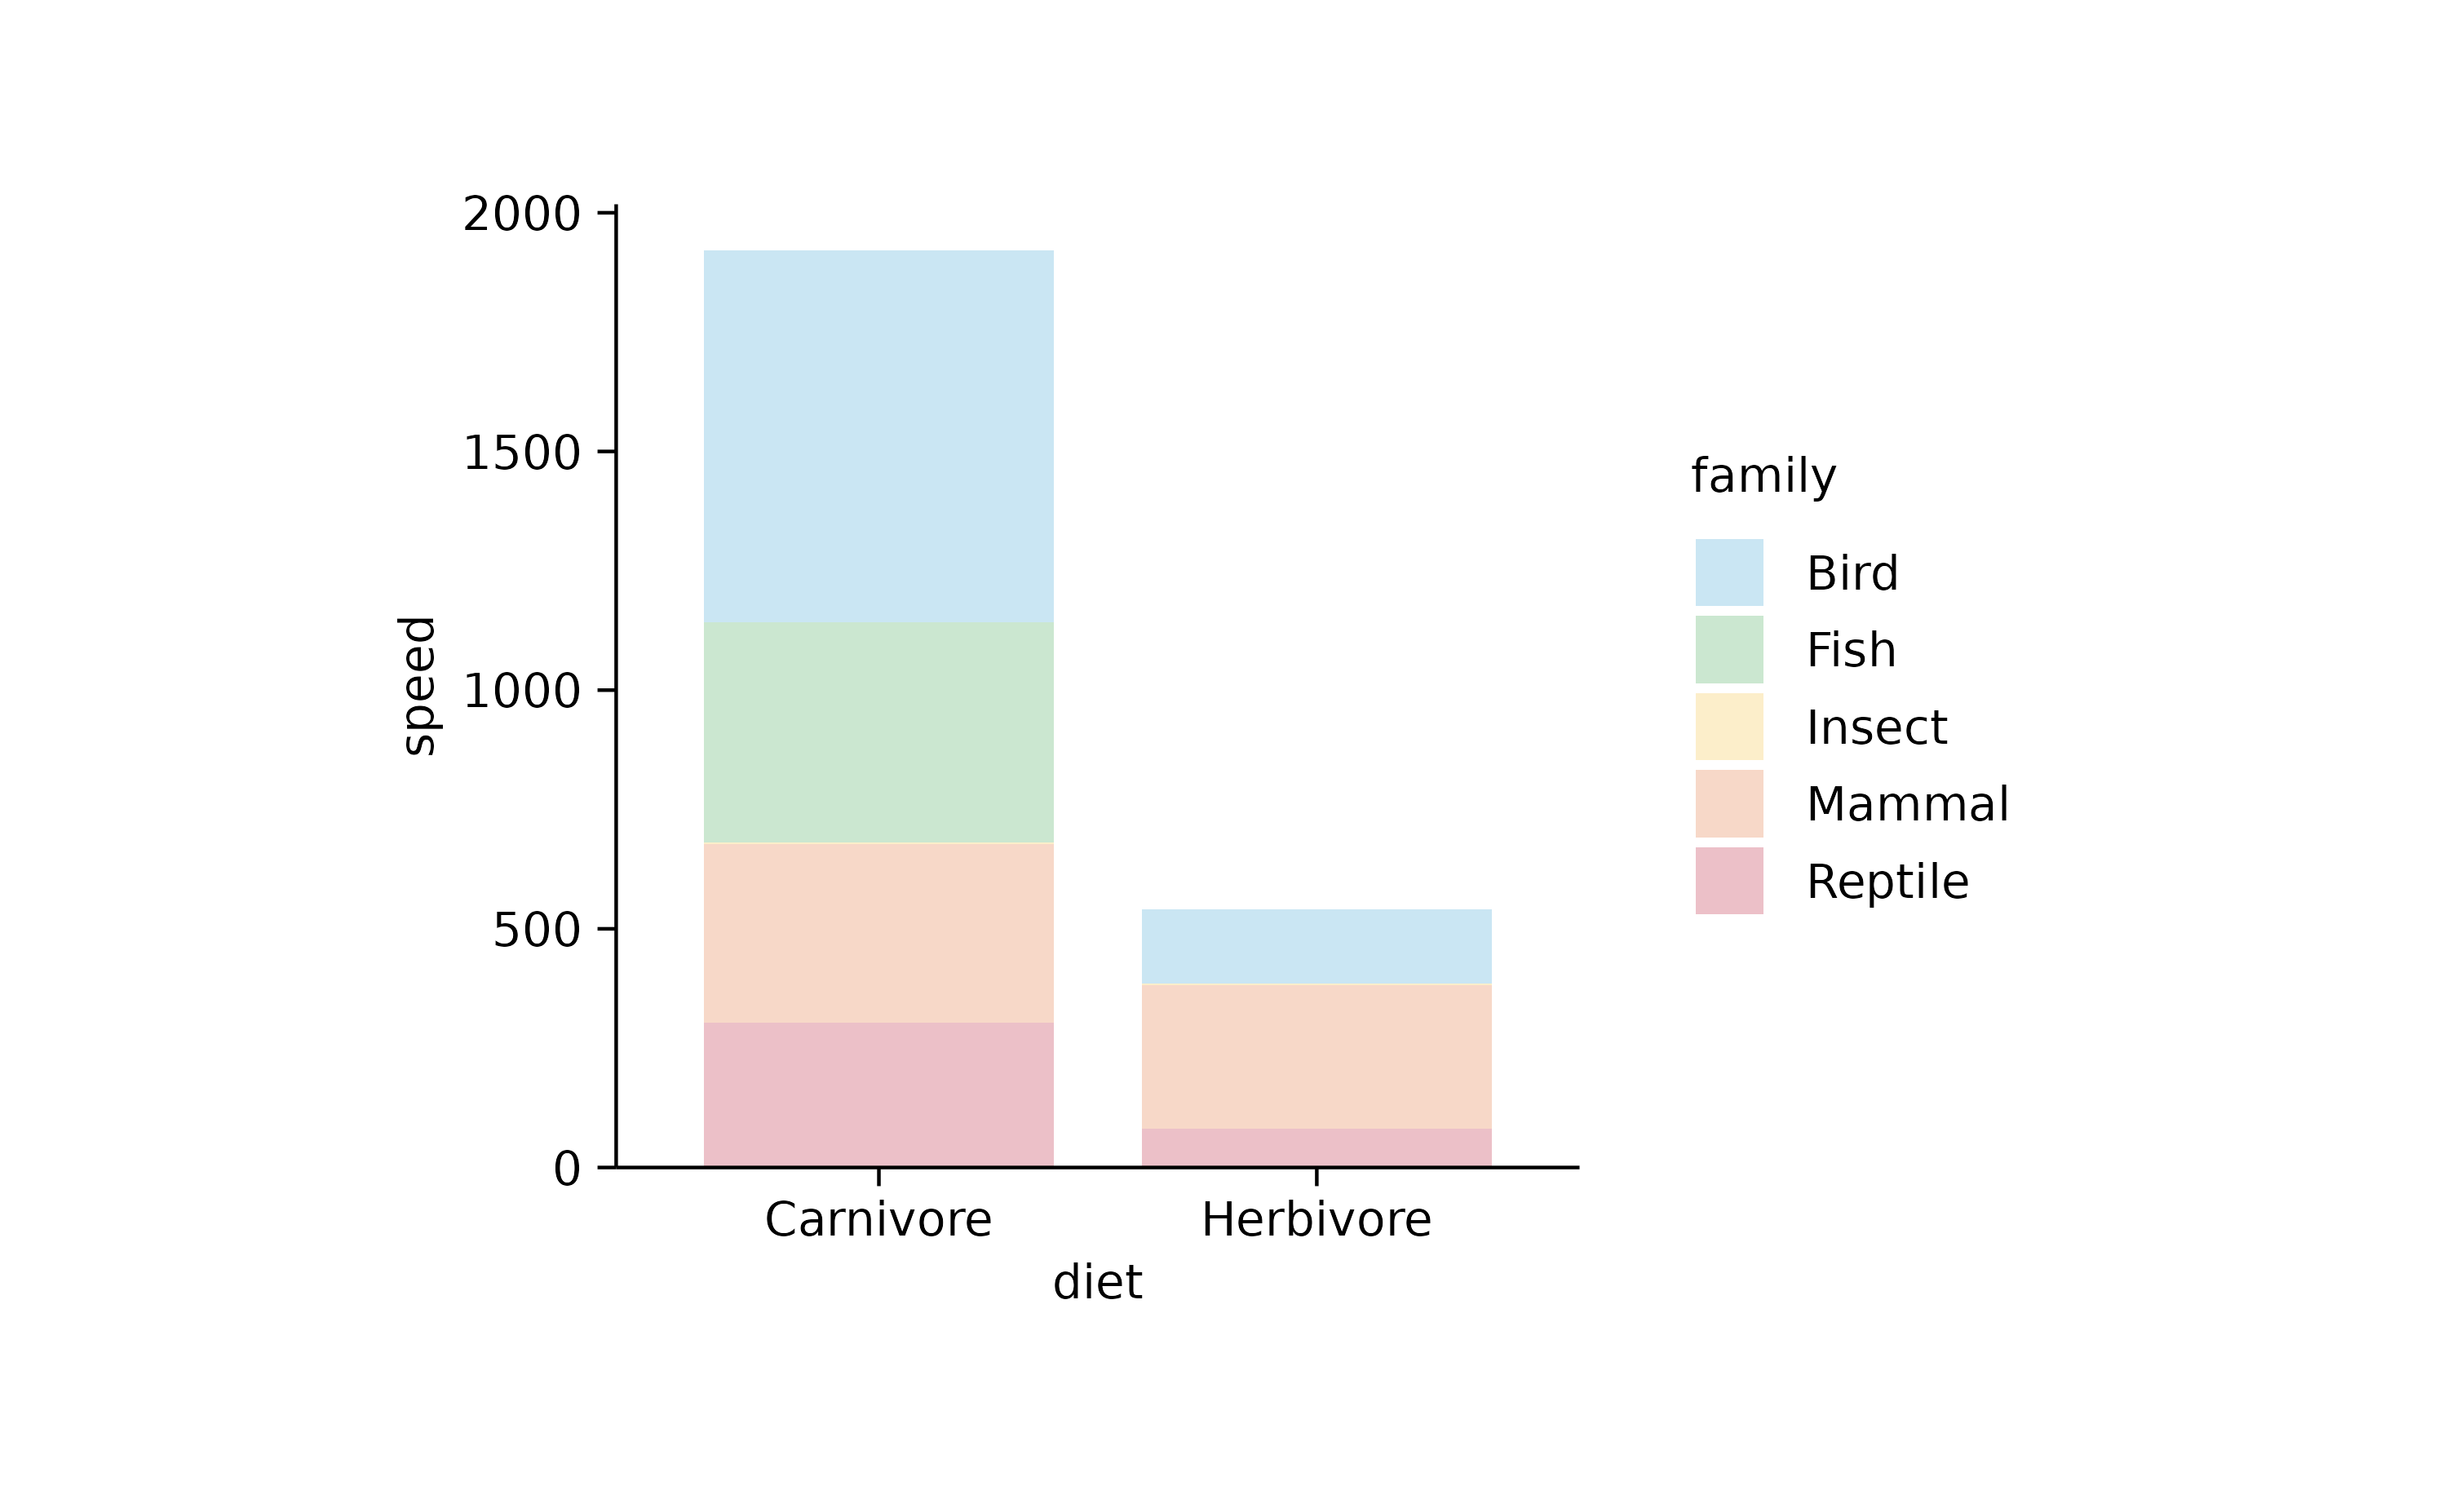 2000
1500
1000
500
0
speed
Carnivore
Herbivore
diet
family
Bird
Fish
Insect
Mammal
Reptile